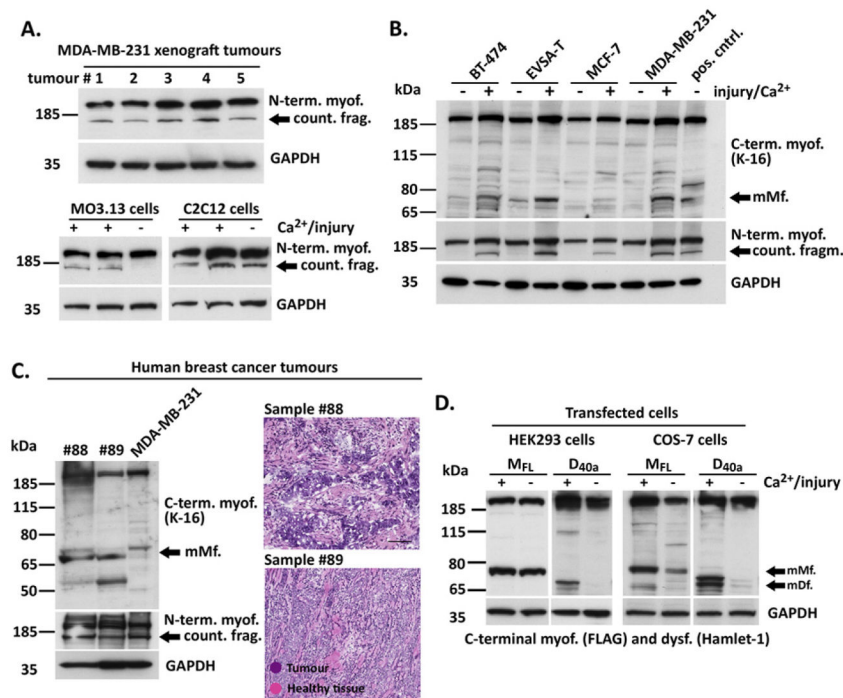 A.
MDA-MB-231 xenograft tumours
tumour # 1 2 3 4 5
N-term. myof.
185
count. frag.
35
GAPDH
MO3.13 cells C2C12 cells
+ + - + + - Ca²⁺/injury
N-term. myof.
185
count. frag.
35
GAPDH
B.
BT-474 EVSA-T MCF-7 MDA-MB-231 pos. cntrl.
kDa - + - + - + - + - injury/Ca²⁺
185
C-term. myof.
(K-16)
115
80
mMf.
65
N-term. myof.
185
count. fragm.
35
GAPDH
C.
Human breast cancer tumours
kDa #88 #89 MDA-MB-231
185
C-term. myof.
(K-16)
115
80
mMf.
65
50
N-term. myof.
185
count. frag.
35
GAPDH
Sample #88
Sample #89
Tumour
Healthy tissue
D.
Transfected cells
HEK293 cells COS-7 cells
kDa MFL D40a MFL D40a
+ - + - + - + - Ca²⁺/injury
185
115
80
mMf.
65
mDf.
35
GAPDH
C-terminal myof. (FLAG) and dysf. (Hamlet-1)